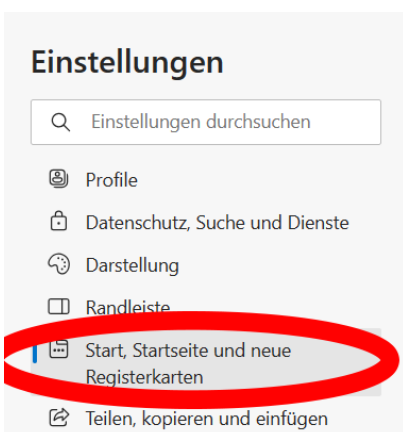 Einstellungen
Einstellungen durchsuchen
Profile
Datenschutz, Suche und Dienste
Darstellung
Randleiste
Start, Startseite und neue
Registerkarten
Teilen, kopieren und einfügen